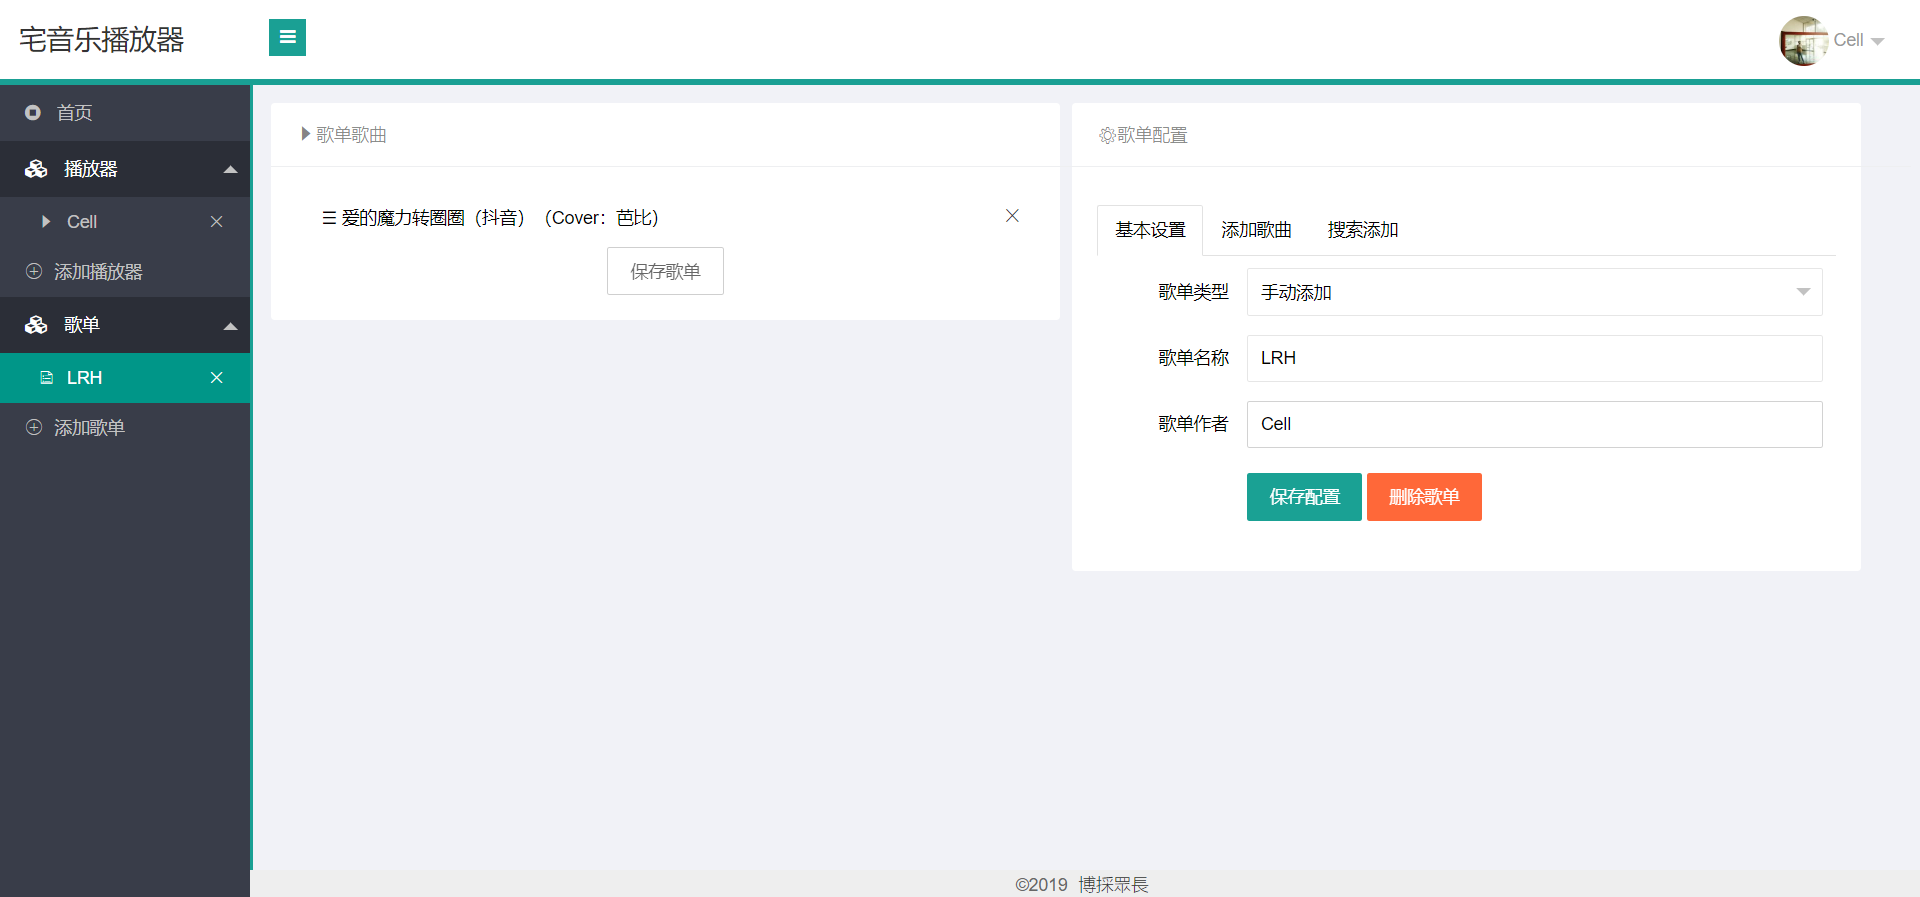 宅音乐播放器
Cell
首页
播放器
Cell
添加播放器
歌单
LRH
添加歌单
歌单歌曲
爱的魔力转圈圈（抖音）（Cover：芭比）
保存歌单
歌单配置
基本设置 添加歌曲 搜索添加
歌单类型 手动添加
歌单名称 LRH
歌单作者 Cell
保存配置 删除歌单
©2019 博採眾長